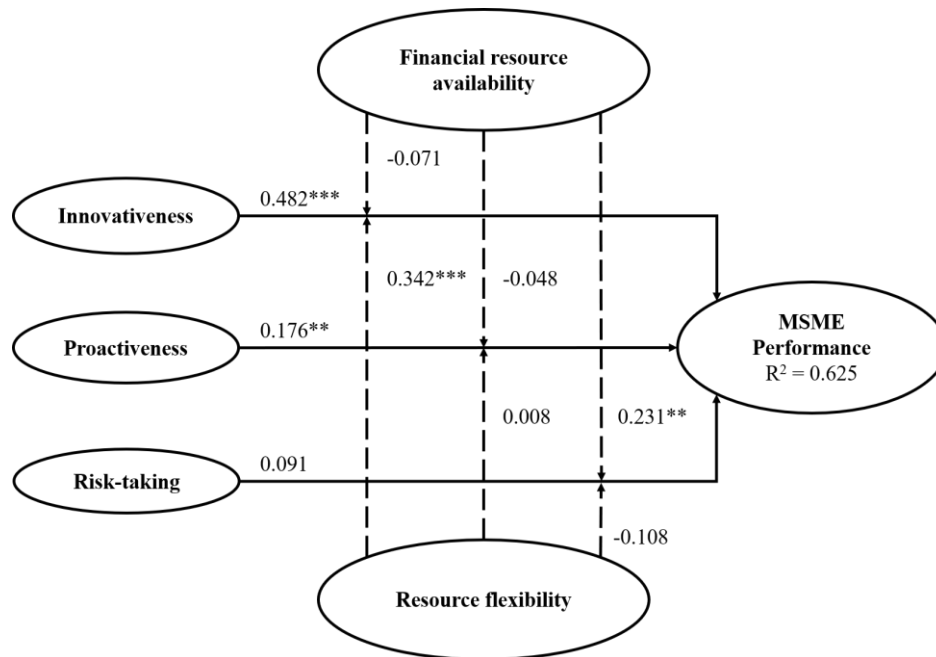 Financial resource
availability
-0.071
0.482***
Innovativeness
0.342*** -0.048
0.176**
Proactiveness
MSME
Performance
R² = 0.625
0.008 0.231**
0.091
Risk-taking
-0.108
Resource flexibility